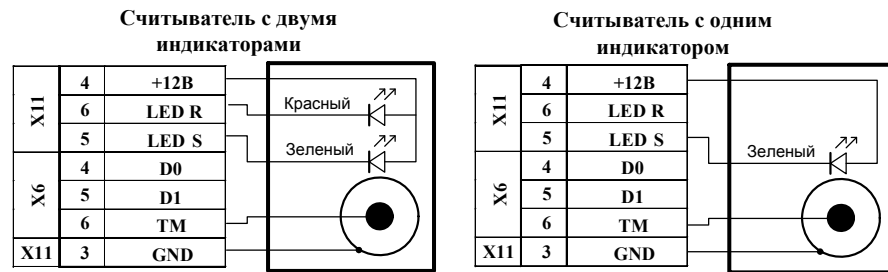 Считыватель с двумя
индикаторами
X11 4 +12В
6 LED R
5 LED S
X6 4 D0
5 D1
6 TM
X11 3 GND
Красный
Зеленый
Считыватель с одним
индикатором
X11 4 +12В
6 LED R
5 LED S
X6 4 D0
5 D1
6 TM
X11 3 GND
Зеленый